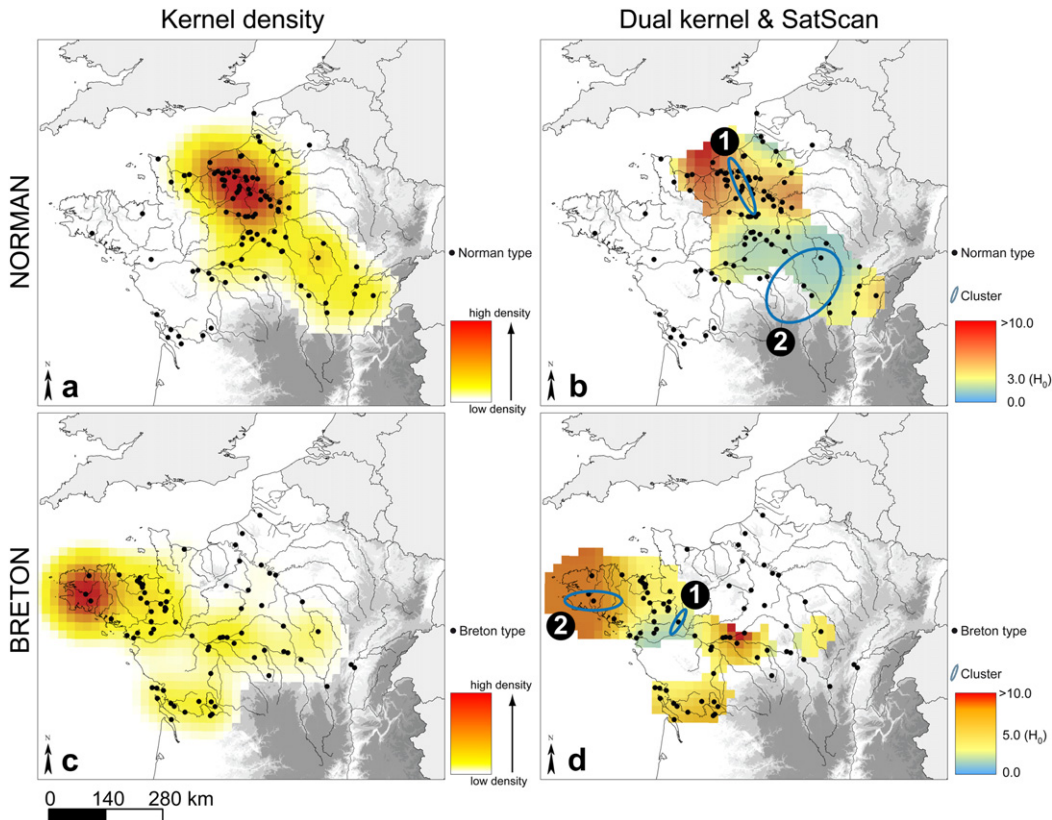 Kernel density
Dual kernel & SatScan
NORMAN
N
a
Norman type
high density
low density
1
2
N
b
Norman type
Cluster
>10.0
3.0 (H₀)
0.0
BRETON
N
c
Breton type
high density
low density
1
2
N
d
Breton type
Cluster
>10.0
5.0 (H₀)
0.0
0 140 280 km